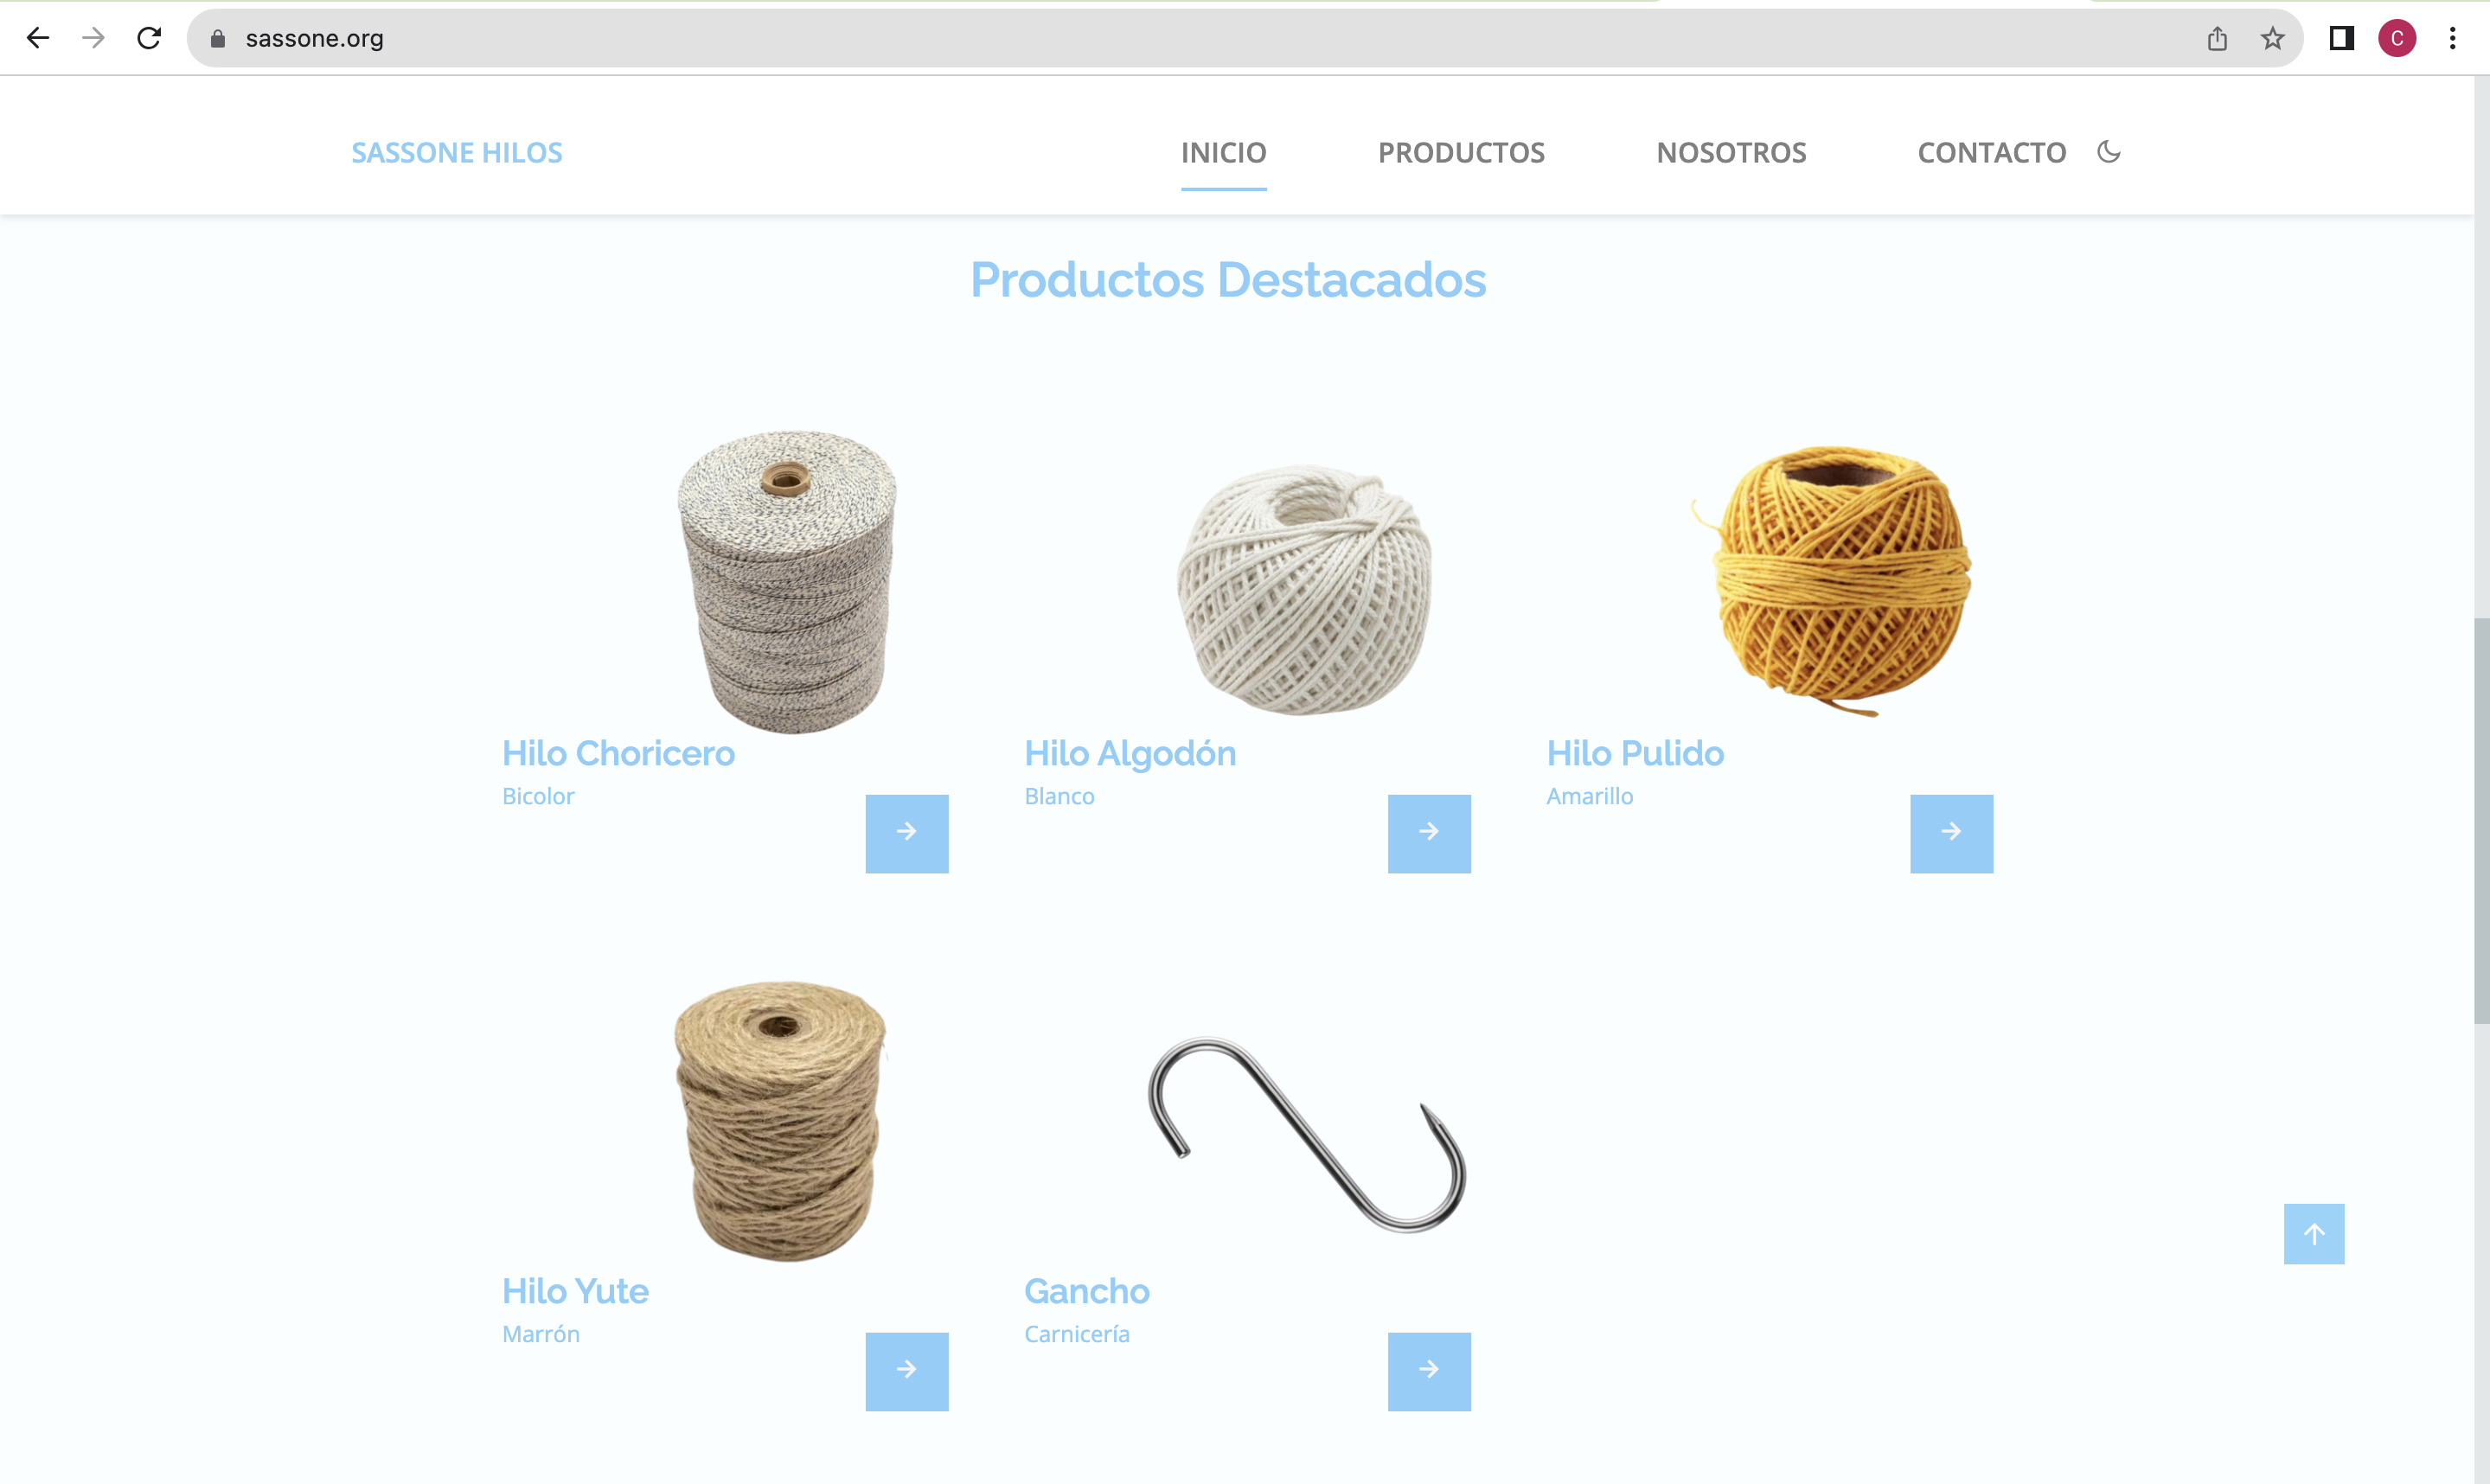 sassone.org
C
SASSONE HILOS
INICIO
PRODUCTOS
NOSOTROS
CONTACTO
Productos Destacados
Hilo Choricero
Bicolor
Hilo Algodón
Blanco
Hilo Pulido
Amarillo
Hilo Yute
Marrón
Gancho
Carnicería